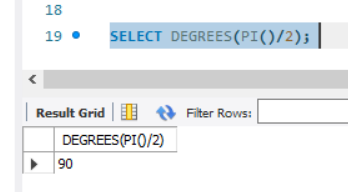 18
19 SELECT DEGREES(PI()/2);
Result Grid Filter Rows:
DEGREES(PI()/2)
90